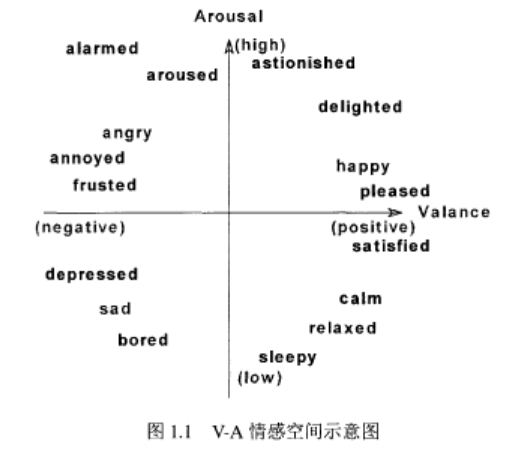 Arousal
alarmed
(high)
astionished
aroused
delighted
angry
annoyed
happy
frusted
pleased
Valance
(negative)
(positive)
satisfied
depressed
calm
sad
relaxed
bored
sleepy
(low)
图 1.1 V-A 情感空间示意图